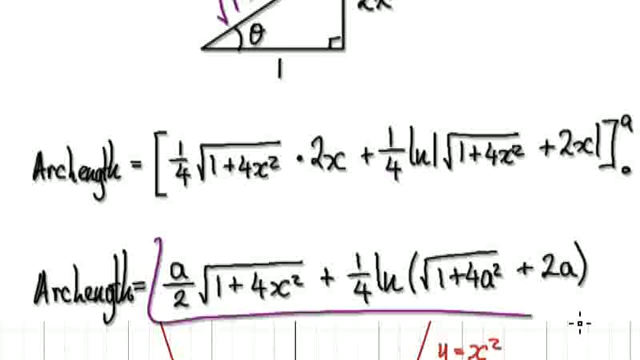 2x
θ
1
Arclength = [1/4 √(1+4x²) · 2x + 1/4 ln|√(1+4x²) + 2x|]ₒᵃ
Arclength = a/2 √(1+4x²) + 1/4 ln(√(1+4a²) + 2a)
y = x²